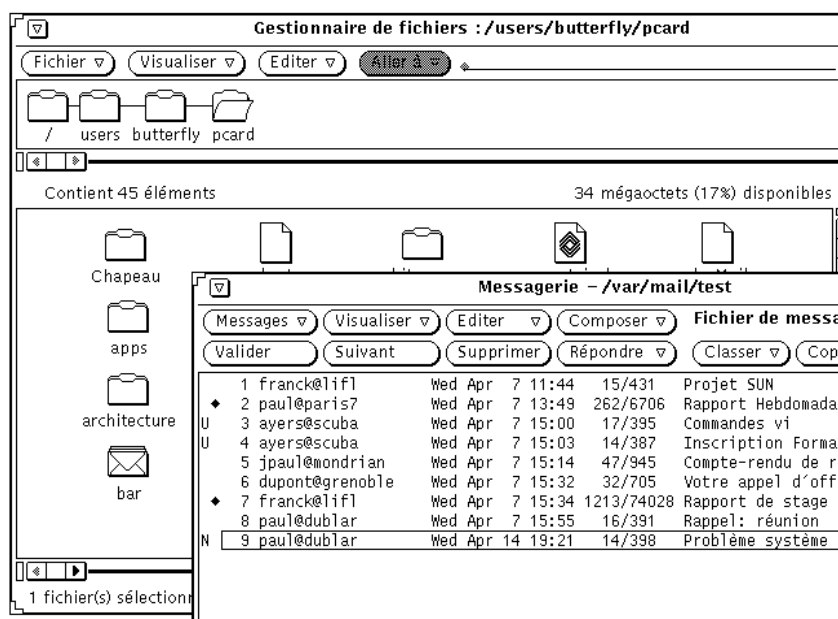 Gestionnaire de fichiers : /users/butterfly/pcard
Fichier Visualiser Editer Aller à
/ users butterfly pcard
Contient 45 éléments 34 mégaoctets (17%) disponibles
Chapeau
apps
architecture
bar
1 fichier(s) sélection
Messagerie – /var/mail/test
Messages Visualiser Editer Composer Fichier de messa
Valider Suivant Supprimer Répondre Classer Cop
1 franck@lifl Wed Apr 7 11:44 15/431 Projet SUN
2 paul@paris7 Wed Apr 7 13:49 262/6706 Rapport Hebdomada
U 3 ayers@scuba Wed Apr 7 15:00 17/395 Commandes vi
U 4 ayers@scuba Wed Apr 7 15:03 14/387 Inscription Forma
5 jpaul@mondrian Wed Apr 7 15:14 47/945 Compte-rendu de r
6 dupont@grenoble Wed Apr 7 15:32 32/705 Votre appel d´off
7 franck@lifl Wed Apr 7 15:34 1213/74028 Rapport de stage
8 paul@dublar Wed Apr 7 15:55 16/391 Rappel: réunion
N 9 paul@dublar Wed Apr 14 19:21 14/398 Problème système